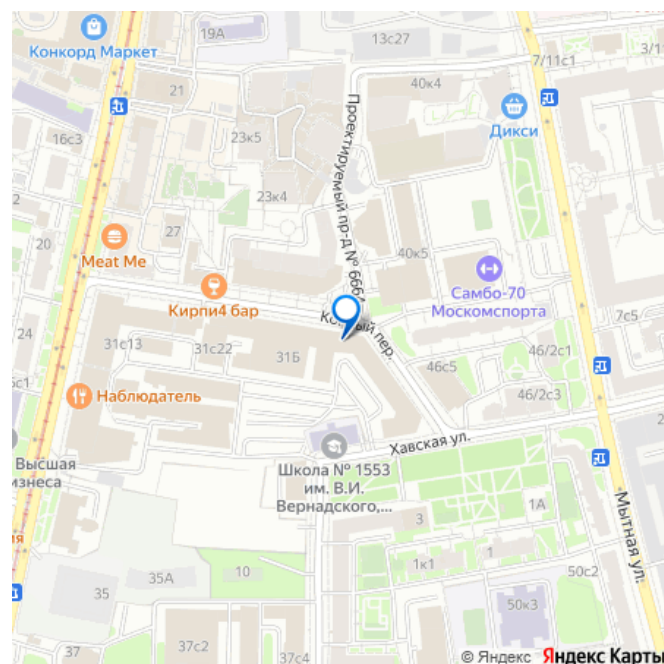 Конкорд Маркет
19А
13с27
7/11с1
3/1
21
40к4
Дикси
16с3
23к5
Проектируемый пр-д № 666
23к4
20
27
Meat Me
40к5
Самбо-70
Москомспорта
Кирпи4 бар
7с5
пер.
31с13
31с22
31Б
46с5
46/2с1
46/2с3
Наблюдатель
Хавская ул.
Высшая
изнеса
Школа № 1553
им. В.И.
Вернадского,...
1А
3
1
1к1
Мытная ул.
35
35А
10
50с2
50к3
37
37с2
37с4
© Яндекс Яндекс Карты